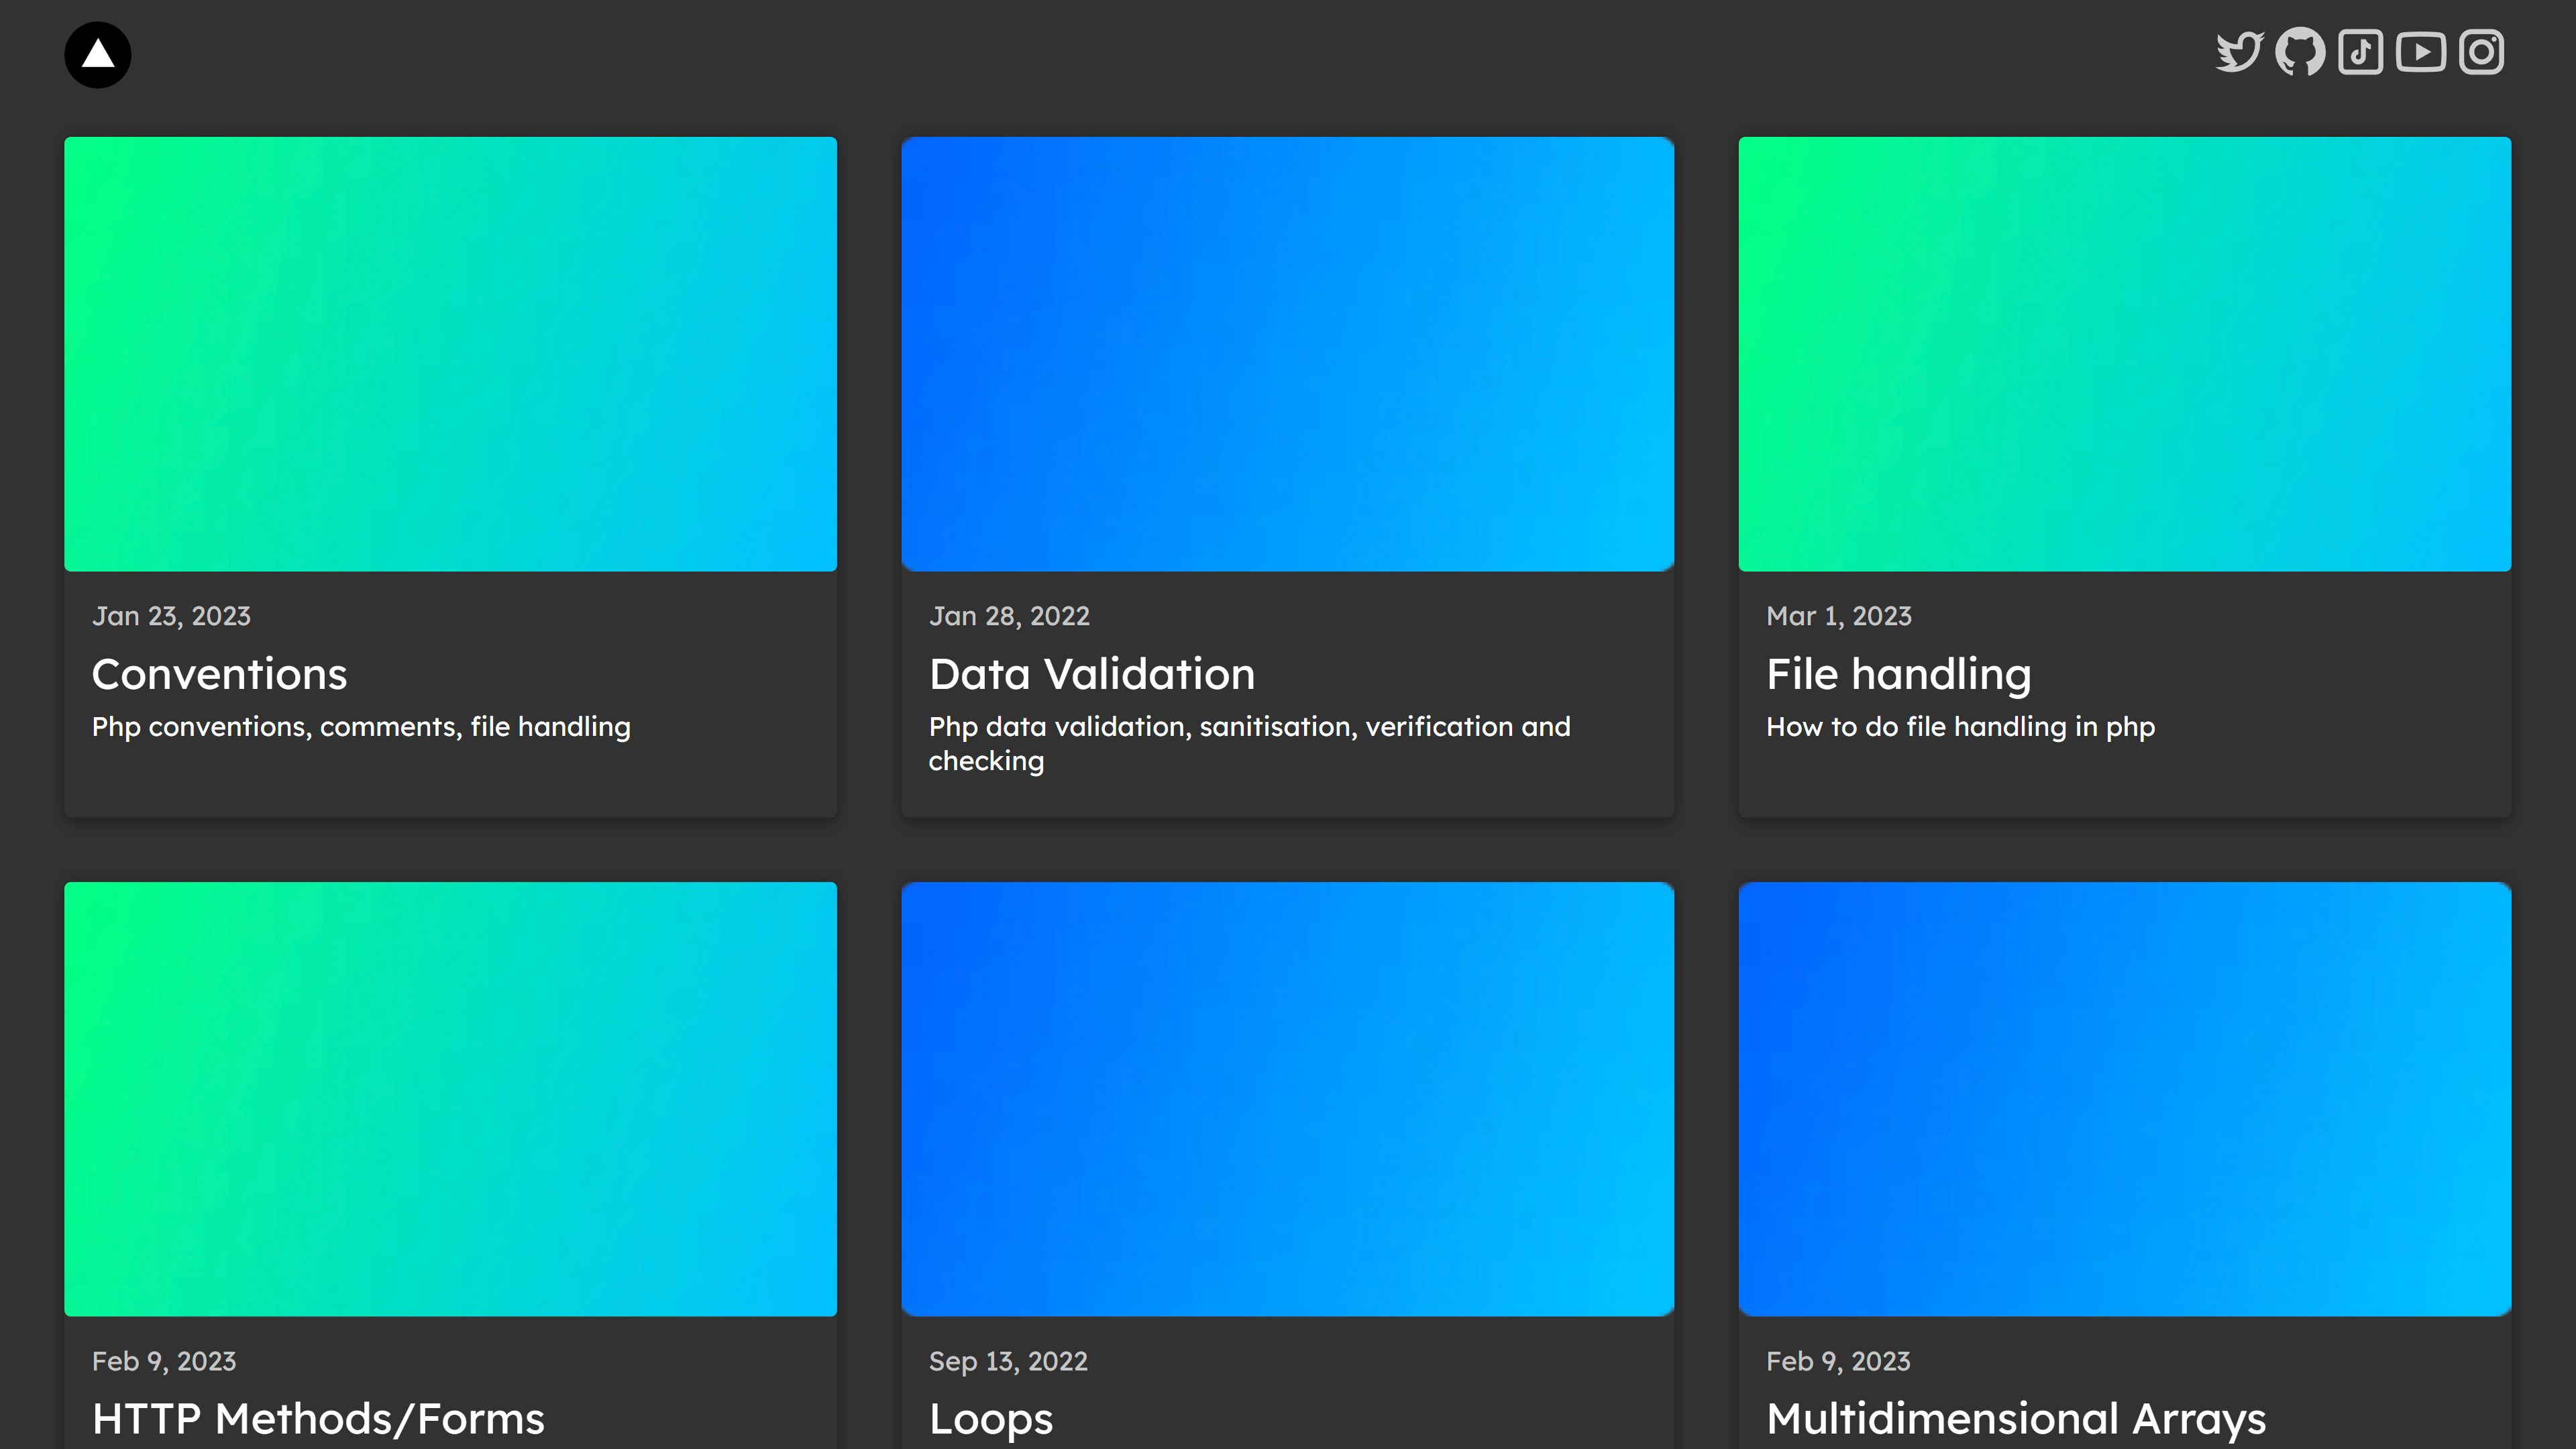 Jan 23, 2023
Conventions
Php conventions, comments, file handling
Jan 28, 2022
Data Validation
Php data validation, sanitisation, verification and
checking
Mar 1, 2023
File handling
How to do file handling in php
Feb 9, 2023
HTTP Methods/Forms
Sep 13, 2022
Loops
Feb 9, 2023
Multidimensional Arrays